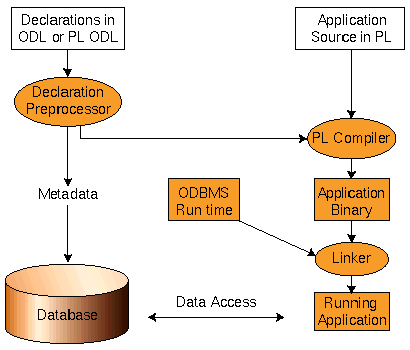 Declarations in
ODL or PL ODL
Application
Source in PL
Declaration
Preprocessor
PL Compiler
Metadata
ODBMS
Run time
Application
Binary
Linker
Database
Data Access
Running
Application